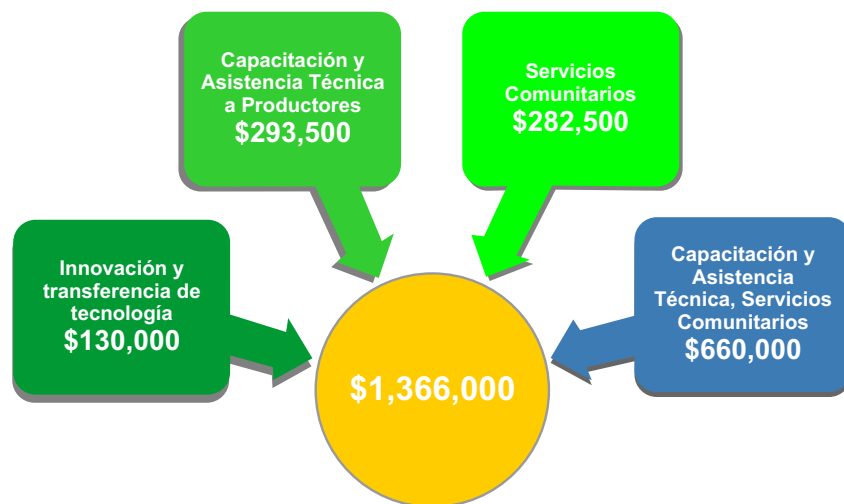 Capacitación y
Asistencia Técnica
a Productores
$293,500
Servicios
Comunitarios
$282,500
Innovación y
transferencia de
tecnología
$130,000
Capacitación y
Asistencia
Técnica, Servicios
Comunitarios
$660,000
$1,366,000